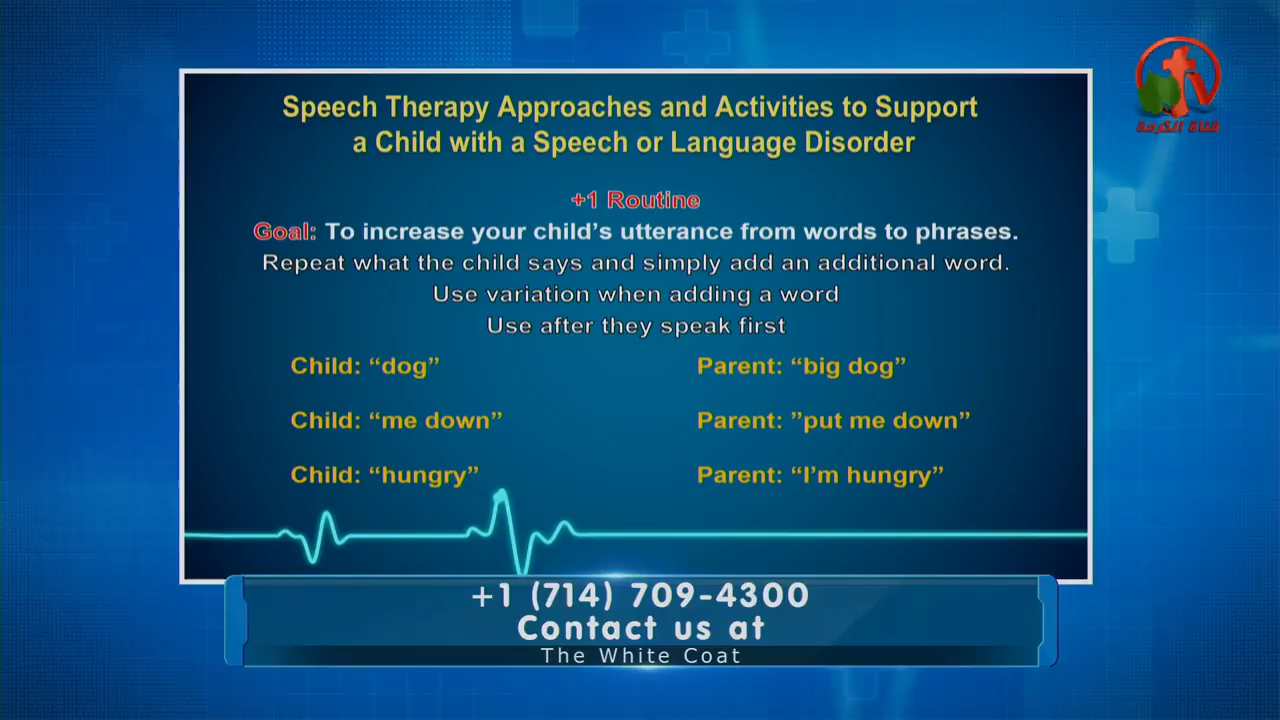 قناة الكرمة
Speech Therapy Approaches and Activities to Support
a Child with a Speech or Language Disorder
+1 Routine
Goal: To increase your child’s utterance from words to phrases.
Repeat what the child says and simply add an additional word.
Use variation when adding a word
Use after they speak first
Child: “dog” Parent: “big dog”
Child: “me down” Parent: ”put me down”
Child: “hungry” Parent: “I’m hungry”
+1 (714) 709-4300
Contact us at
The White Coat